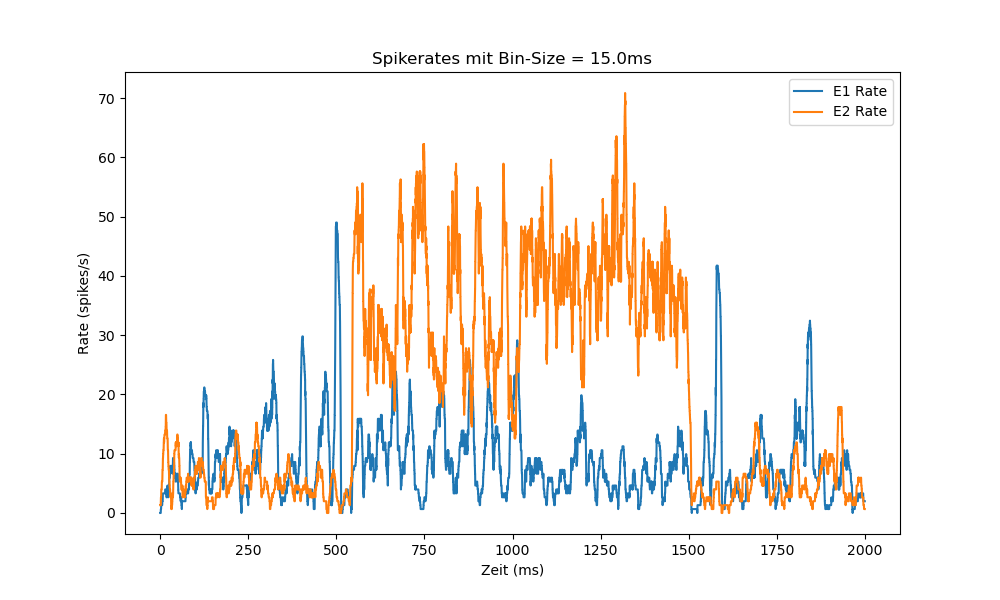 Spikerates mit Bin-Size = 15.0ms
E1 Rate
E2 Rate
Rate (spikes/s)
70
60
50
40
30
20
10
0
0 250 500 750 1000 1250 1500 1750 2000
Zeit (ms)